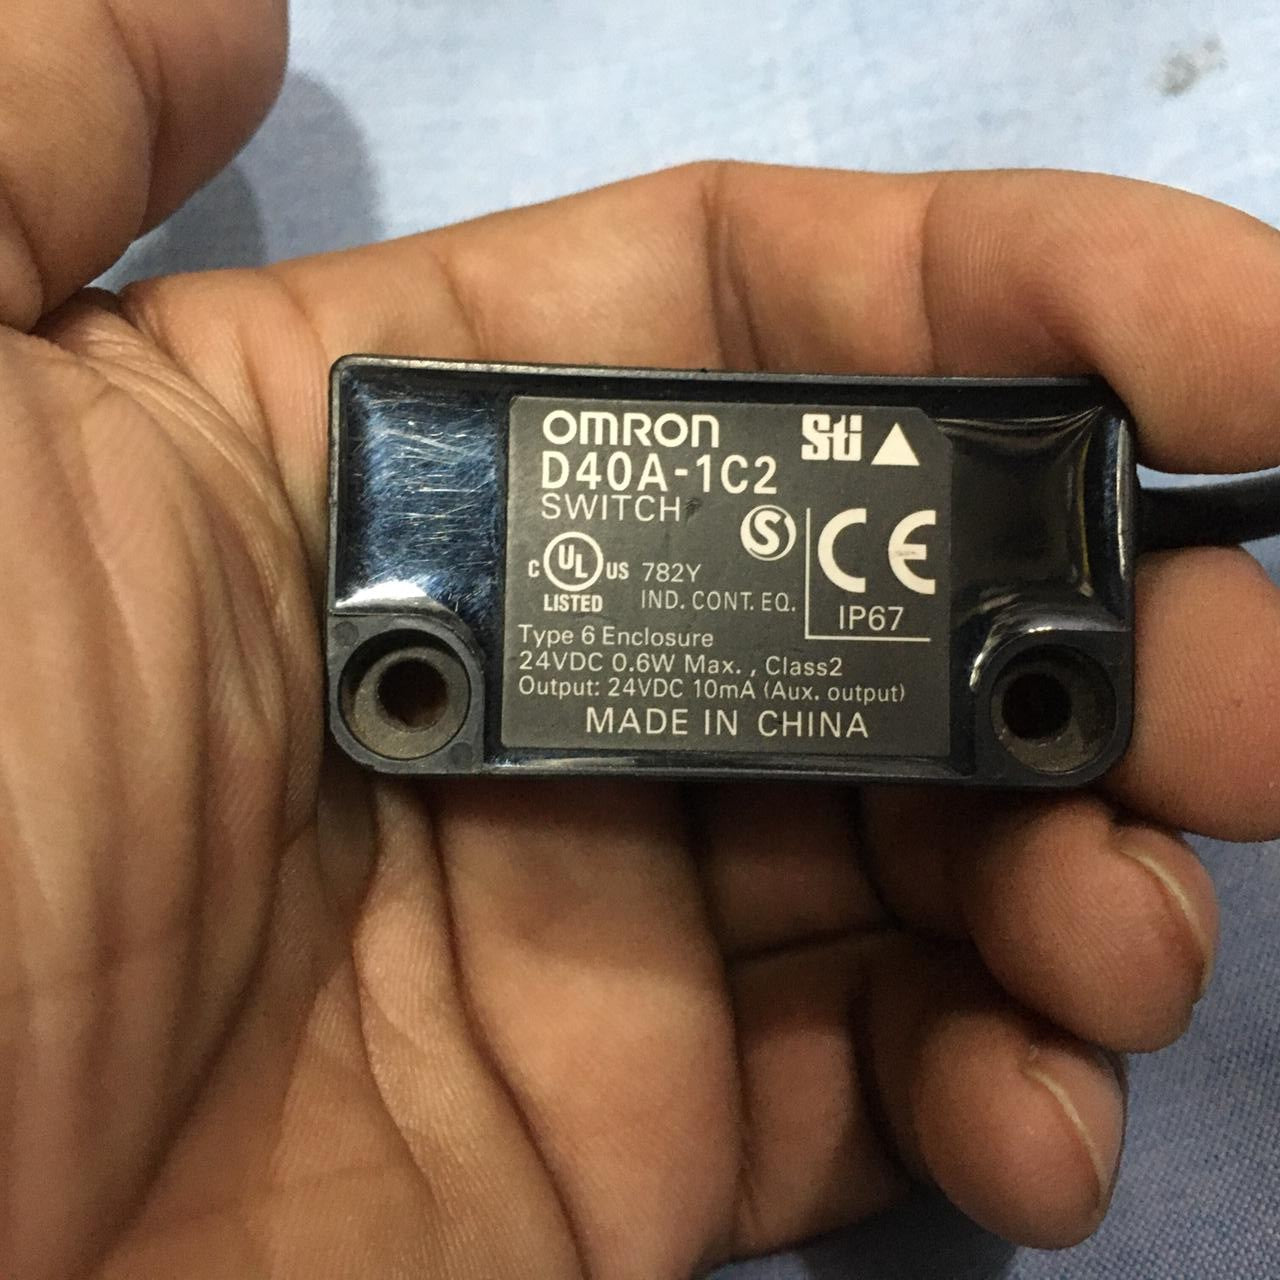 OMRON Sti
D40A-1C2
SWITCH
S
CE
C UL US 782Y
LISTED IND. CONT. EQ.
IP67
Type 6 Enclosure
24VDC 0.6W Max. , Class2
Output: 24VDC 10mA (Aux. output)
MADE IN CHINA